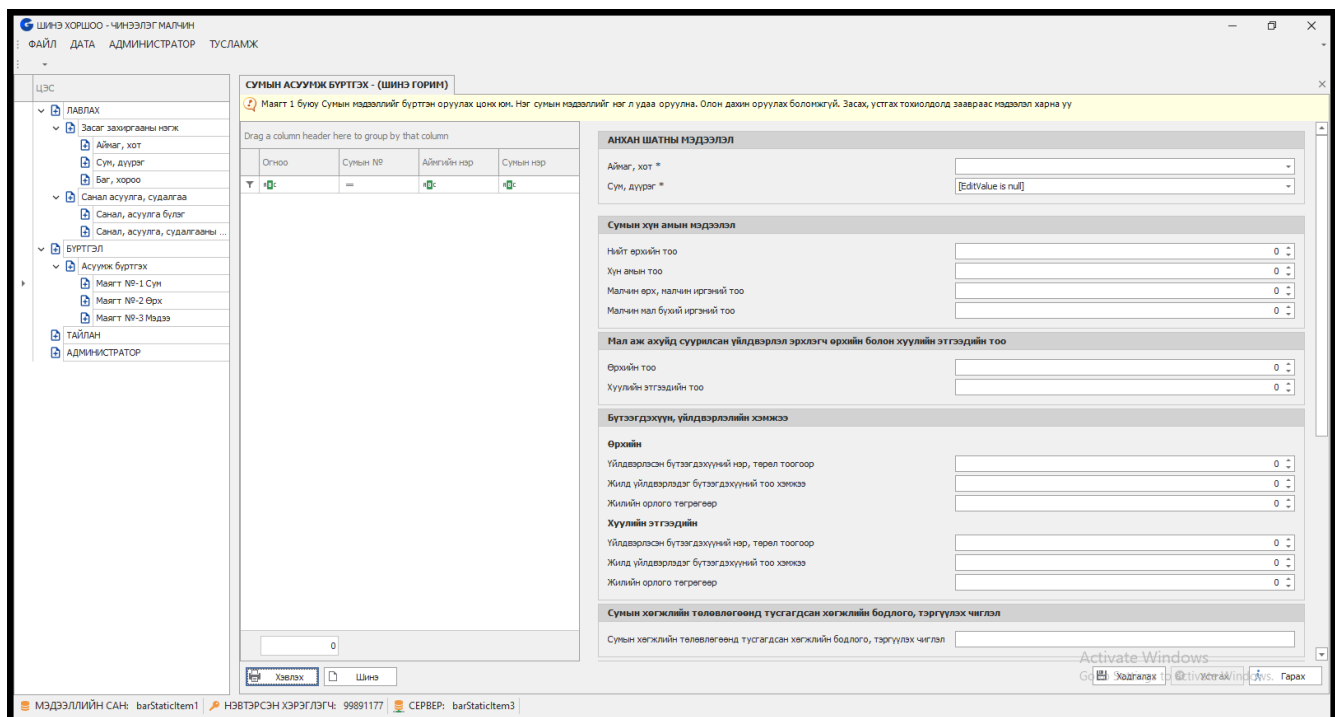 ШИНЭ ХОРШОО - ЧИНЭЭЛЭГ МАЛЧИН
ФАЙЛ ДАТА АДМИНИСТРАТОР ТУСЛАМЖ
ЦЭС
ЛАВЛАХ
Засаг захиргааны нэгж
Аймаг, хот
Сум, дүүрэг
Баг, хороо
Санал асуулга, судалгаа
Санал, асуулга бүлэг
Санал, асуулга, судалгааны ...
БҮРТГЭЛ
Асуумж бүртгэх
Маягт №-1 Сум
Маягт №-2 Өрх
Маягт №-3 Мэдээ
ТАЙЛАН
АДМИНИСТРАТОР
СУМЫН АСУУМЖ БҮРТГЭХ - (ШИНЭ ГОРИМ)
Маягт 1 буюу Сумын мэдээллийг бүртгэн оруулах цонх юм. Нэг сумын мэдээллийг нэг л удаа оруулна. Олон дахин оруулах боломжгүй. Засах, устгах тохиолдолд заавраас мэдээлэл харна уу
Drag a column header here to group by that column
Огноо Сумын № Аймгийн нэр Сумын нэр
0
АНХАН ШАТНЫ МЭДЭЭЛЭЛ
Аймаг, хот *
Сум, дүүрэг * [EditValue is null]
Сумын хүн амын мэдээлэл
Нийт өрхийн тоо 0
Хүн амын тоо 0
Малчин өрх, малчин иргэний тоо 0
Малчин мал бүхий иргэний тоо 0
Мал аж ахуйд суурилсан үйлдвэрлэл эрхлэгч өрхийн болон хуулийн этгээдийн тоо
Өрхийн тоо 0
Хуулийн этгээдийн тоо 0
Бүтээгдэхүүн, үйлдвэрлэлийн хэмжээ
Өрхийн
Үйлдвэрлэсэн бүтээгдэхүүний нэр, төрөл тоогоор 0
Жилд үйлдвэрлэдэг бүтээгдэхүүний тоо хэмжээ 0
Жилийн орлого төгрөгөөр 0
Хуулийн этгээдийн
Үйлдвэрлэсэн бүтээгдэхүүний нэр, төрөл тоогоор 0
Жилд үйлдвэрлэдэг бүтээгдэхүүний тоо хэмжээ 0
Жилийн орлого төгрөгөөр 0
Сумын хөгжлийн төлөвлөгөөнд тусгагдсан хөгжлийн бодлого, тэргүүлэх чиглэл
Сумын хөгжлийн төлөвлөгөөнд тусгагдсан хөгжлийн бодлого, тэргүүлэх чиглэл
Activate Windows
Go to Settings to activate Windows.
Хэвлэх Шинэ Хадгалах Устгах Гарах
МЭДЭЭЛЛИЙН САН: barStaticItem1 НЭВТЭРСЭН ХЭРЭГЛЭГЧ: 99891177 СЕРВЕР: barStaticItem3